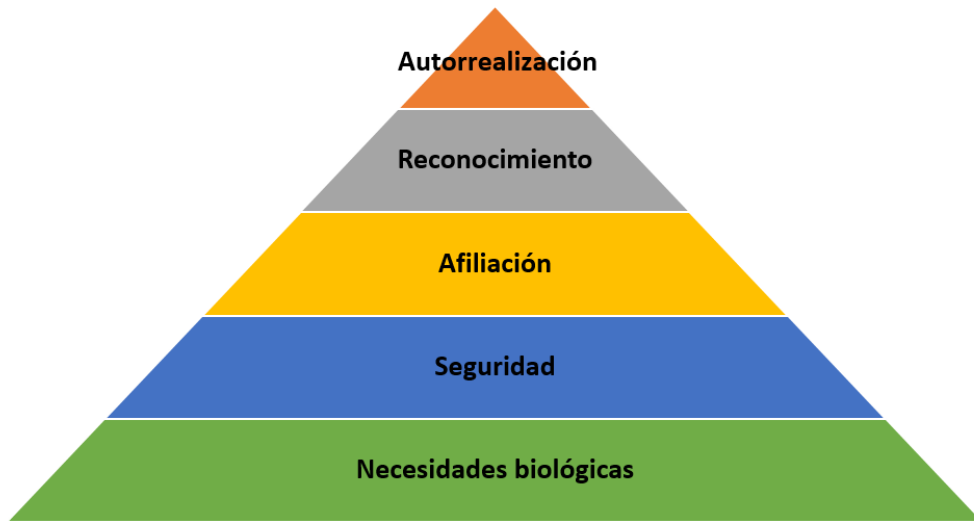 Autorrealización
Reconocimiento
Afiliación
Seguridad
Necesidades biológicas